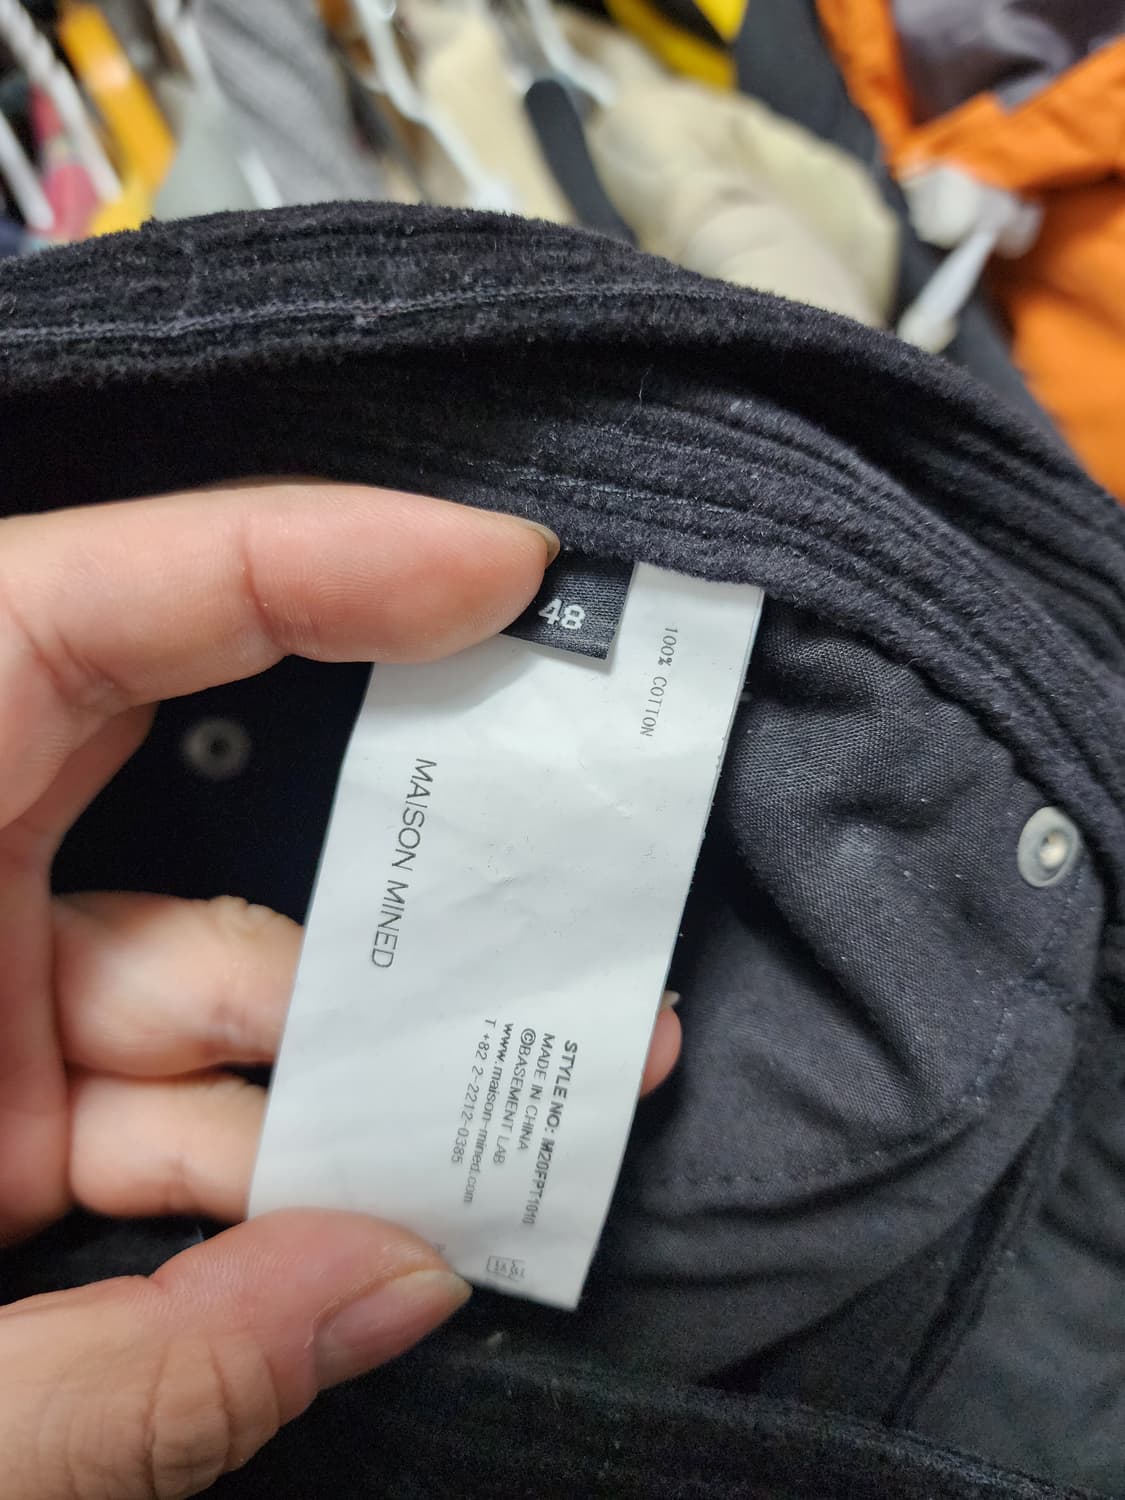 48
100% COTTON
MAISON MINED
STYLE NO: M20FPT1010
MADE IN CHINA
©BASEMENT LAB
www.maison-mined.com
T +82 2-2212-0385